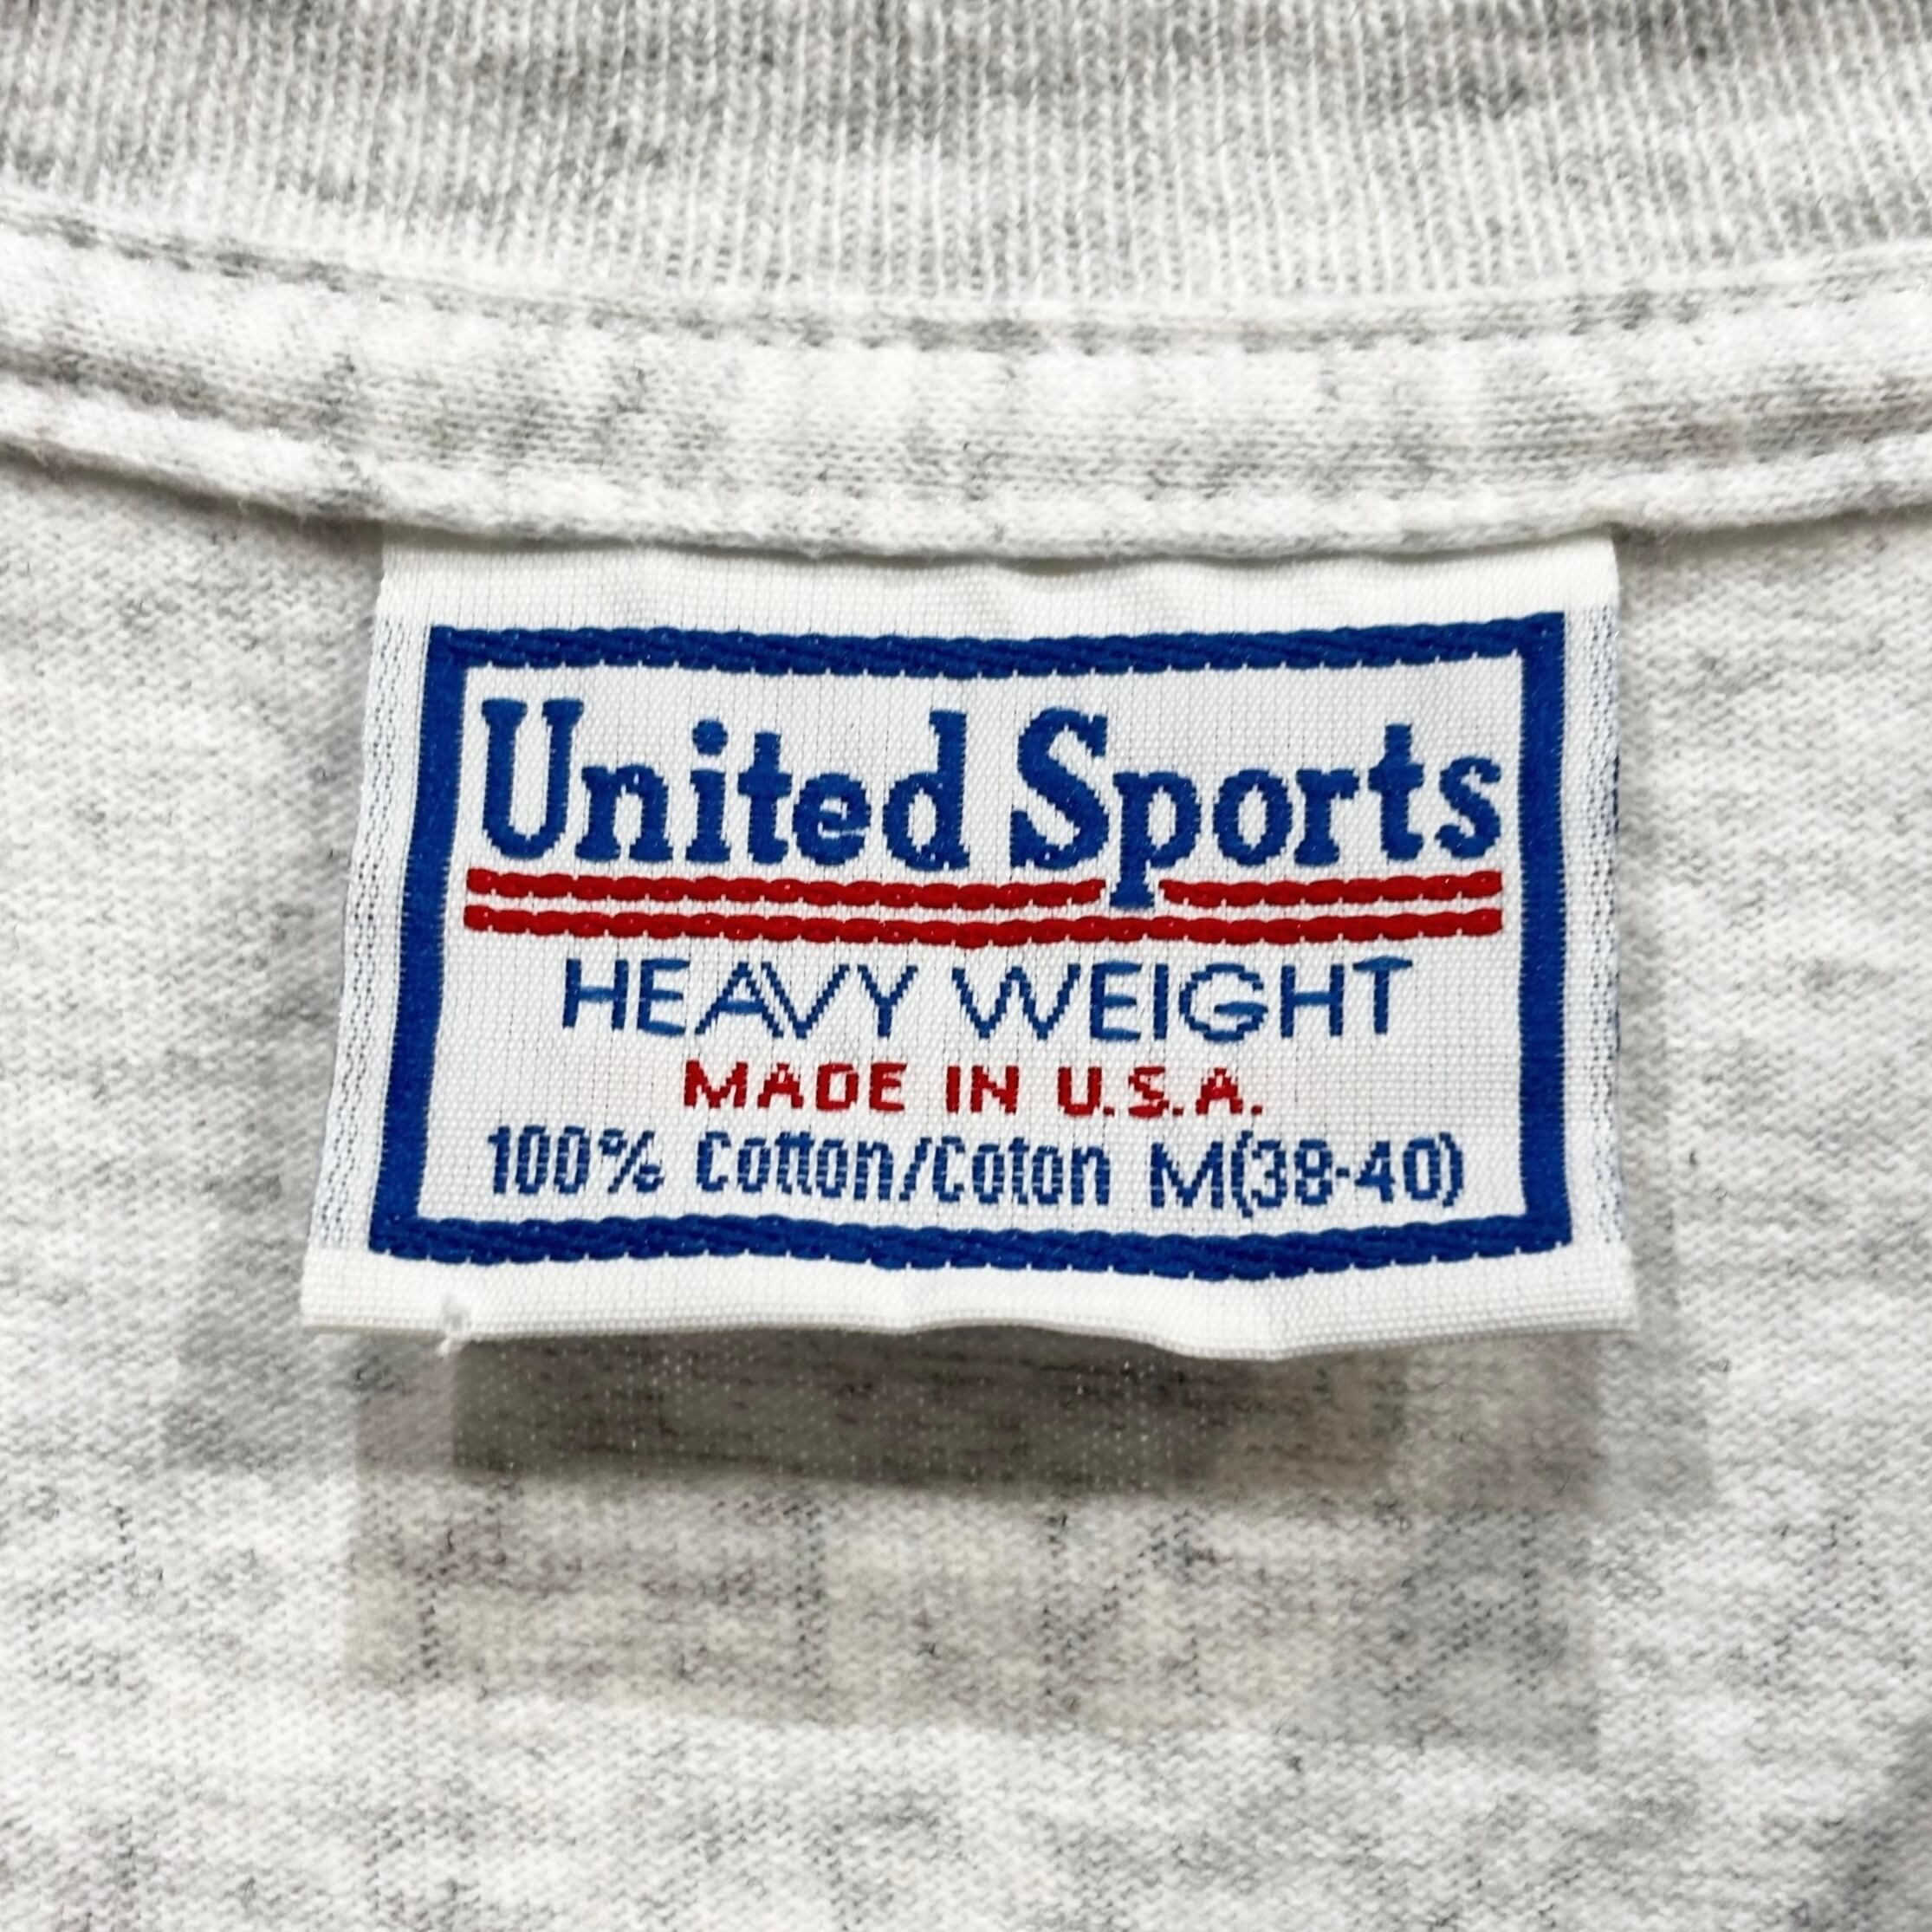 United Sports
HEAVY WEIGHT
MADE IN U.S.A.
100% Cotton/Coton M(38-40)